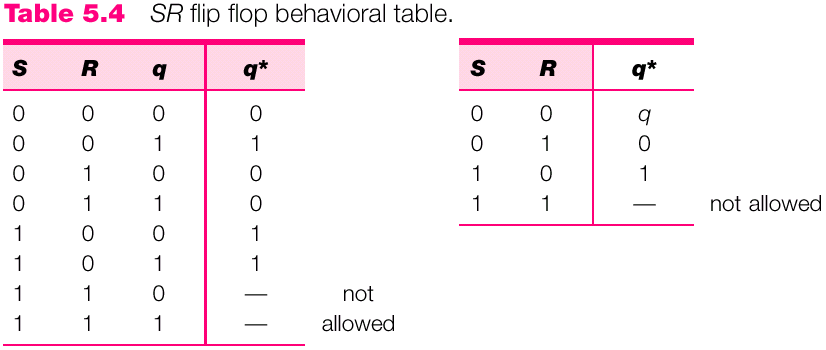 Table 5.4 SR flip flop behavioral table.
S R q q*
0 0 0 0
0 0 1 1
0 1 0 0
0 1 1 0
1 0 0 1
1 0 1 1
1 1 0 — not
1 1 1 — allowed
S R q*
0 0 q
0 1 0
1 0 1
1 1 — not allowed